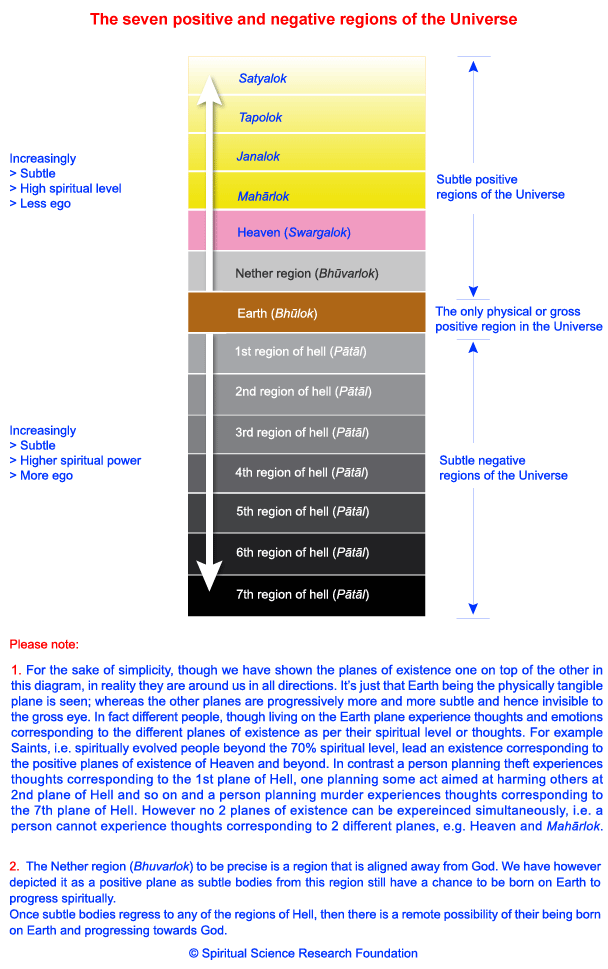 The seven positive and negative regions of the Universe
Satyalok
Tapolok
Janalok
Mahārlok
Heaven (Swargalok)
Nether region (Bhūvarlok)
Earth (Bhūlok)
1st region of hell (Pātāl)
2nd region of hell (Pātāl)
3rd region of hell (Pātāl)
4th region of hell (Pātāl)
5th region of hell (Pātāl)
6th region of hell (Pātāl)
7th region of hell (Pātāl)
Increasingly
> Subtle
> High spiritual level
> Less ego
Increasingly
> Subtle
> Higher spiritual power
> More ego
Subtle positive
regions of the Universe
The only physical or gross
positive region in the Universe
Subtle negative
regions of the Universe
Please note:
1. For the sake of simplicity, though we have shown the planes of existence one on top of the other in
this diagram, in reality they are around us in all directions. It's just that Earth being the physically tangible
plane is seen; whereas the other planes are progressively more and more subtle and hence invisible to
the gross eye. In fact different people, though living on the Earth plane experience thoughts and emotions
corresponding to the different planes of existence as per their spiritual level or thoughts. For example
Saints, i.e. spiritually evolved people beyond the 70% spiritual level, lead an existence corresponding to
the positive planes of existence of Heaven and beyond. In contrast a person planning theft experiences
thoughts corresponding to the 1st plane of Hell, one planning some act aimed at harming others at
2nd plane of Hell and so on and a person planning murder experiences thoughts corresponding to
the 7th plane of Hell. However no 2 planes of existence can be expereinced simultaneously, i.e. a
person cannot experience thoughts corresponding to 2 different planes, e.g. Heaven and Mahārlok.
2. The Nether region (Bhuvarlok) to be precise is a region that is aligned away from God. We have however
depicted it as a positive plane as subtle bodies from this region still have a chance to be born on Earth to
progress spiritually.
Once subtle bodies regress to any of the regions of Hell, then there is a remote possibility of their being born
on Earth and progressing towards God.
© Spiritual Science Research Foundation